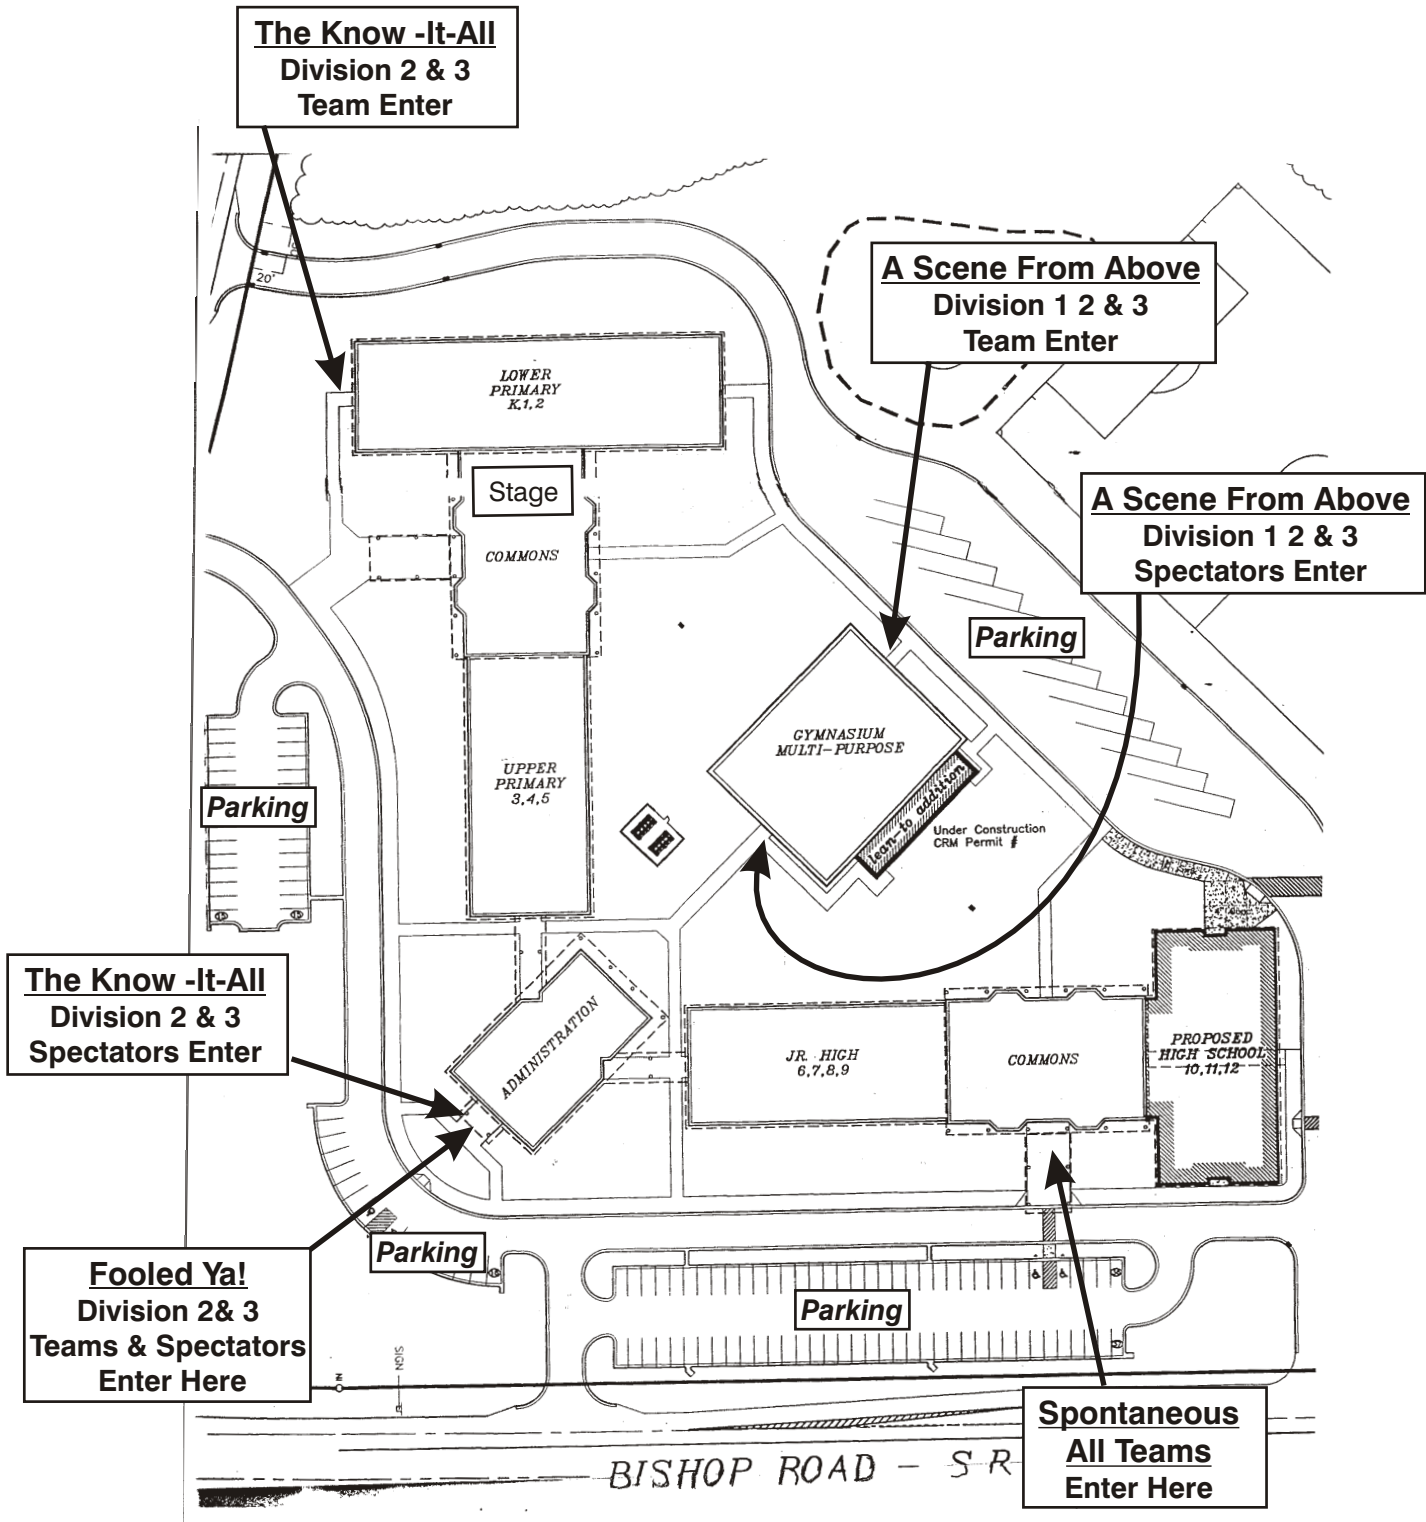 The Know -It-All
Division 2 & 3
Team Enter
20'
A Scene From Above
Division 1 2 & 3
Team Enter
LOWER
PRIMARY
K,1,2
Stage
A Scene From Above
Division 1 2 & 3
Spectators Enter
COMMONS
Parking
GYMNASIUM
MULTI-PURPOSE
UPPER
PRIMARY
3,4,5
Parking
lean-to addition
Under Construction
CRM Permit #
The Know -It-All
Division 2 & 3
Spectators Enter
ADMINISTRATION
JR. HIGH
6,7,8,9
COMMONS
PROPOSED
HIGH SCHOOL
10,11,12
Parking
Fooled Ya!
Division 2& 3
Teams & Spectators
Enter Here
Parking
SIGN
Spontaneous
All Teams
Enter Here
BISHOP ROAD - SR